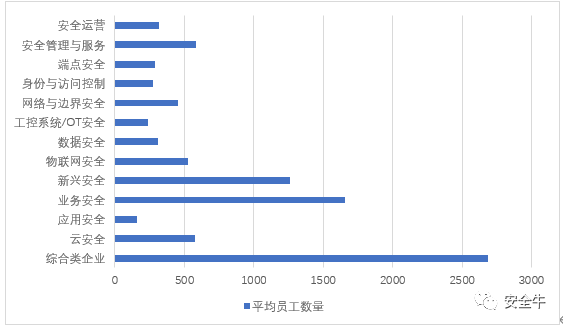 安全运营
安全管理与服务
端点安全
身份与访问控制
网络与边界安全
工控系统/OT安全
数据安全
物联网安全
新兴安全
业务安全
应用安全
云安全
综合类企业
0 500 1000 1500 2000 2500 3000
平均员工数量
安全牛